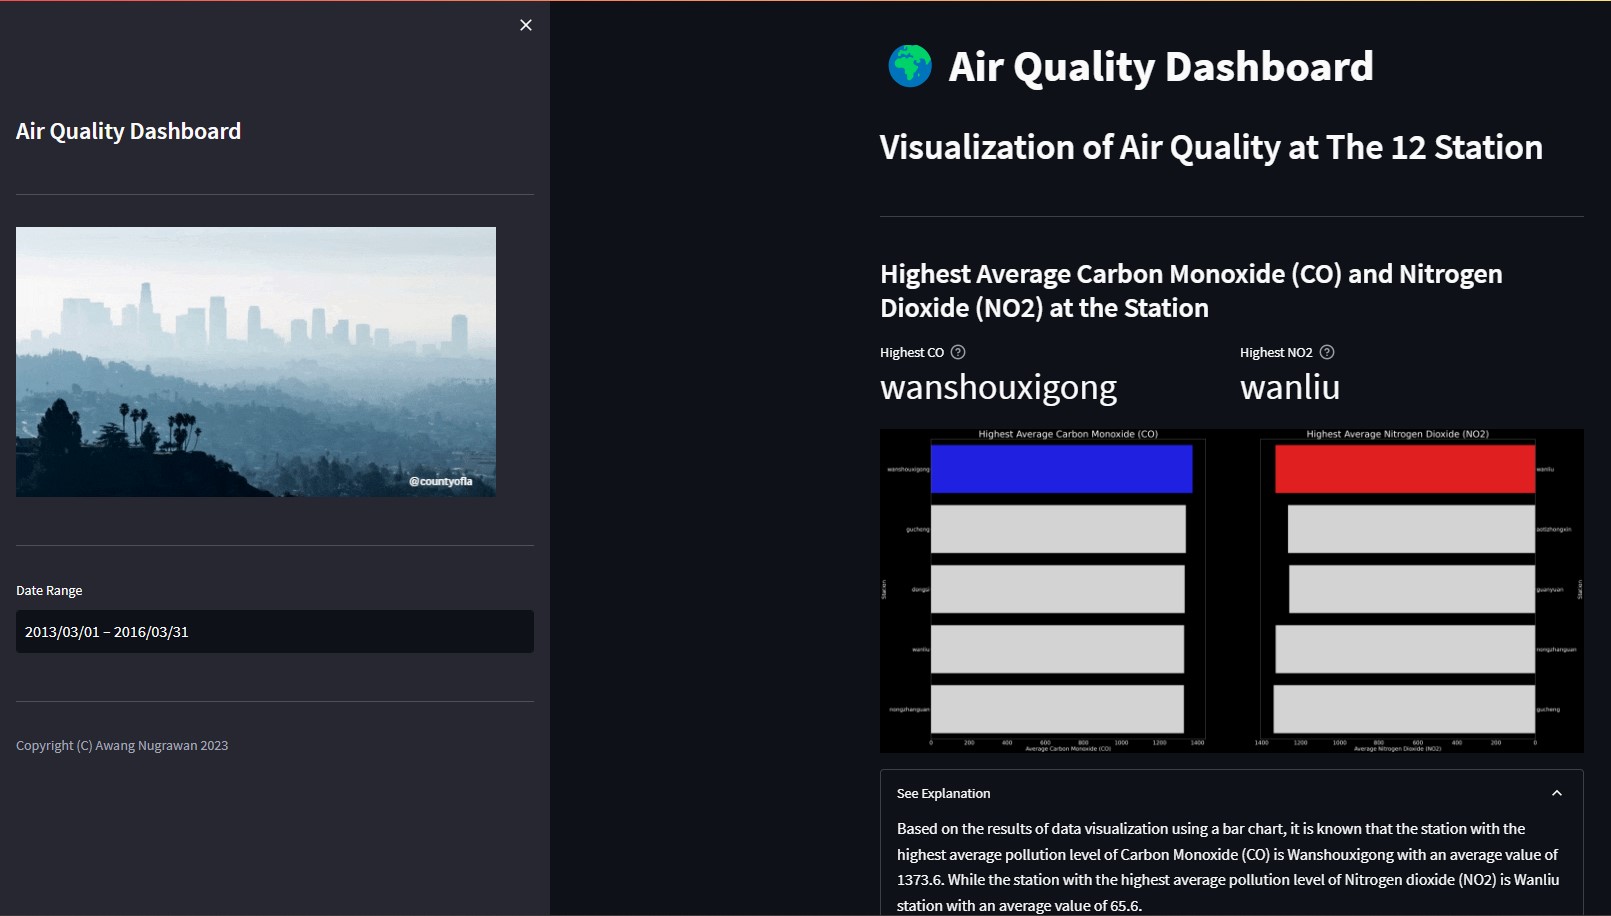 Air Quality Dashboard
@countyofla
Date Range
2013/03/01 – 2016/03/31
Copyright (C) Awang Nugrawan 2023
Air Quality Dashboard
Visualization of Air Quality at The 12 Station
Highest Average Carbon Monoxide (CO) and Nitrogen
Dioxide (NO2) at the Station
Highest CO
wanshouxigong
Highest NO2
wanliu
Highest Average Carbon Monoxide (CO)
Station
wanshouxigong
gucheng
dongsi
wanliu
nongzhanguan
0 200 400 600 800 1000 1200 1400
Average Carbon Monoxide (CO)
Highest Average Nitrogen Dioxide (NO2)
wanliu
aotizhongxin
guanyuan
nongzhanguan
gucheng
Station
1400 1200 1000 800 600 400 200 0
Average Nitrogen Dioxide (NO2)
See Explanation
Based on the results of data visualization using a bar chart, it is known that the station with the
highest average pollution level of Carbon Monoxide (CO) is Wanshouxigong with an average value of
1373.6. While the station with the highest average pollution level of Nitrogen dioxide (NO2) is Wanliu
station with an average value of 65.6.